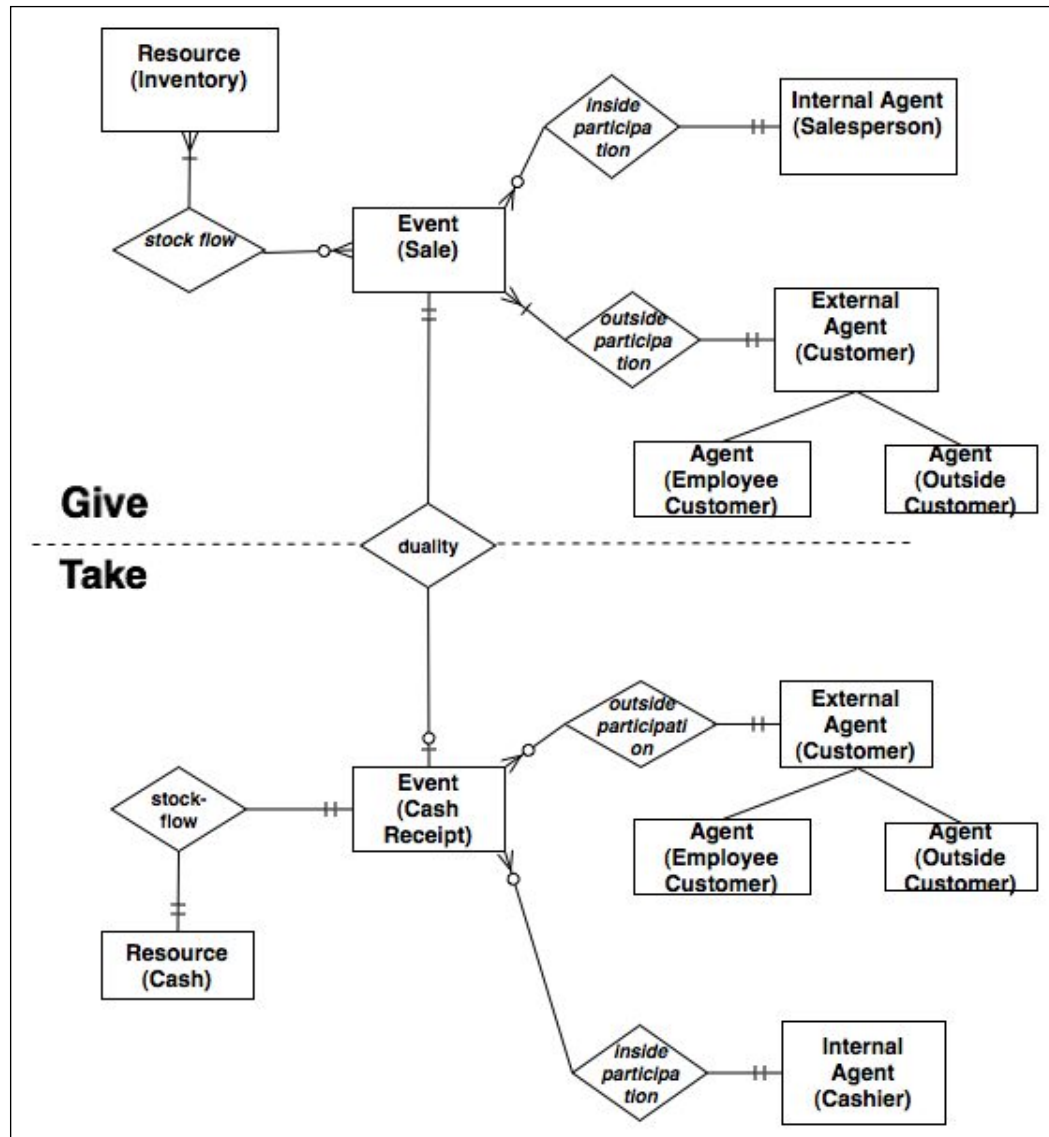 Resource
(Inventory)
inside
participa
tion
Internal Agent
(Salesperson)
stock flow
Event
(Sale)
outside
participa
tion
External
Agent
(Customer)
Agent
(Employee
Customer)
Agent
(Outside
Customer)
Give
duality
Take
outside
participati
on
External
Agent
(Customer)
stock-
flow
Event
(Cash
Receipt)
Agent
(Employee
Customer)
Agent
(Outside
Customer)
Resource
(Cash)
inside
participa
tion
Internal
Agent
(Cashier)